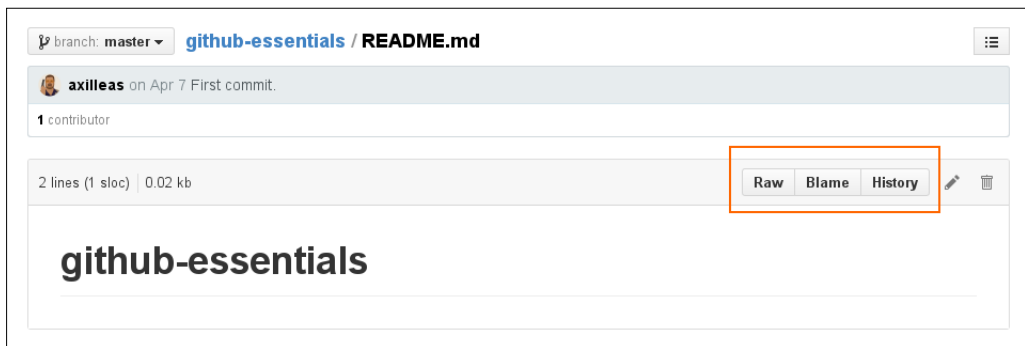 branch: master github-essentials / README.md
axilleas on Apr 7 First commit.
1 contributor
2 lines (1 sloc) 0.02 kb Raw Blame History
github-essentials